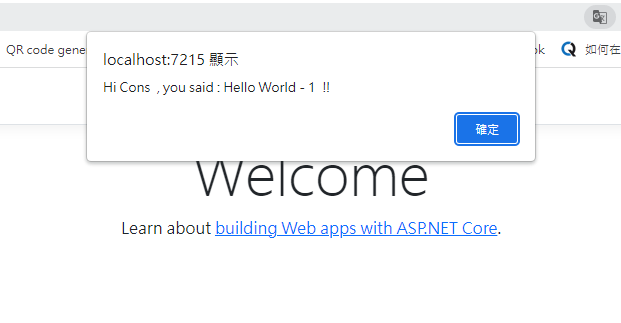 QR code gene
ok
如何在
localhost:7215 顯示
Hi Cons , you said : Hello World - 1 !!
確定
Welcome
Learn about building Web apps with ASP.NET Core.